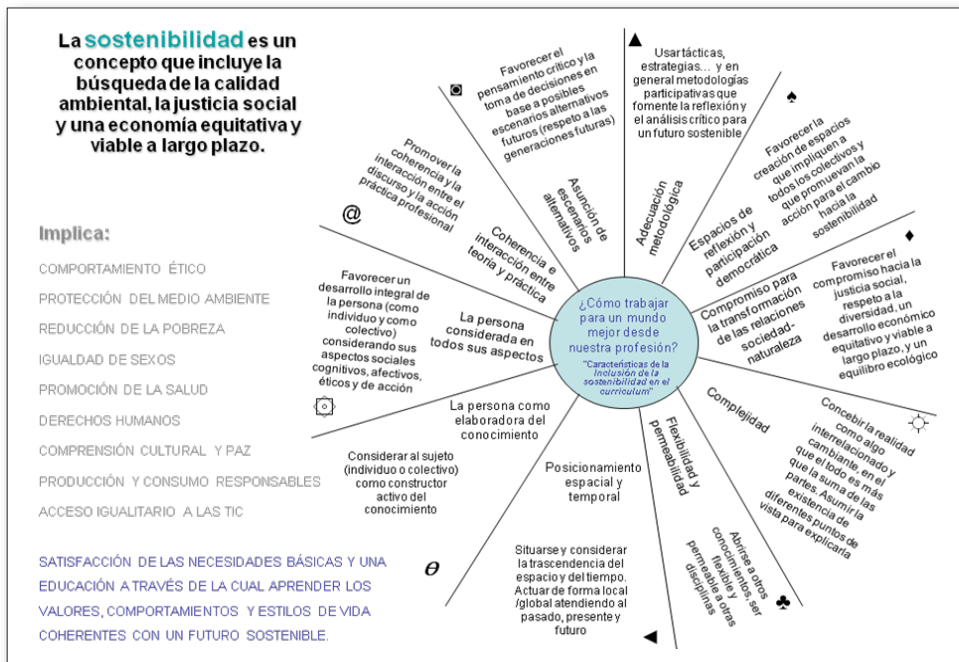 La sostenibilidad es un
concepto que incluye la
búsqueda de la calidad
ambiental, la justicia social
y una economía equitativa y
viable a largo plazo.
Implica:
COMPORTAMIENTO ÉTICO
PROTECCIÓN DEL MEDIO AMBIENTE
REDUCCIÓN DE LA POBREZA
IGUALDAD DE SEXOS
PROMOCIÓN DE LA SALUD
DERECHOS HUMANOS
COMPRENSIÓN CULTURAL Y PAZ
PRODUCCIÓN Y CONSUMO RESPONSABLES
ACCESO IGUALITARIO A LAS TIC
SATISFACCIÓN DE LAS NECESIDADES BÁSICAS Y UNA
EDUCACIÓN A TRAVÉS DE LA CUAL APRENDER LOS
VALORES, COMPORTAMIENTOS Y ESTILOS DE VIDA
COHERENTES CON UN FUTURO SOSTENIBLE.
¿Cómo trabajar
para un mundo
mejor desde
nuestra profesión?
"Características de la
Inclusión de la
sostenibilidad en el
curriculum"
Usar tácticas,
estrategias... y en
general metodologías
participativas que
fomente la reflexión y
el análisis crítico para
un futuro sostenible
Adecuación
metodológica
Favorecer la
creación de espacios
que impliquen a
todos los colectivos y
que promuevan la
acción para el cambio
hacia la
sostenibilidad
Espacios de
reflexión y
participación
democrática
Favorecer el
compromiso hacia la
justicia social,
respeto a la
diversidad, un
desarrollo económico
equitativo y viable a
largo plazo, y un
equilibrio ecológico
Compromiso para
la transformación
de las relaciones
sociedad-
naturaleza
Complejidad
Concebir la realidad
como algo
interrelacionado y
cambiante, en el
que el todo es más
que la suma de las
partes. Asumir la
existencia de
diferentes puntos de
vista para explicarla
Flexibilidad y
permeabilidad
Abrirse a otros
conocimientos, ser
flexible y
permeable a otras
disciplinas
Posicionamiento
espacial y
temporal
Situarse y considerar
la trascendencia del
espacio y del tiempo.
Actuar de forma local
/global atendiendo al
pasado, presente y
futuro
La persona como
elaboradora del
conocimiento
Considerar al sujeto
(individuo o colectivo)
como constructor
activo del
conocimiento
La persona
considerada en
todos sus aspectos
Favorecer un
desarrollo integral de
la persona (como
individuo y como
colectivo)
considerando sus
aspectos sociales
cognitivos, afectivos,
éticos y de acción
@
Coherencia e
interacción entre
teoría y práctica
Promover la
coherencia y la
interacción entre el
discurso y la acción
práctica profesional
Asunción de
escenarios
alternativos
Favorecer el
pensamiento crítico y la
toma de decisiones en
base a posibles
escenarios alternativos
futuros (respeto a las
generaciones futuras)
θ